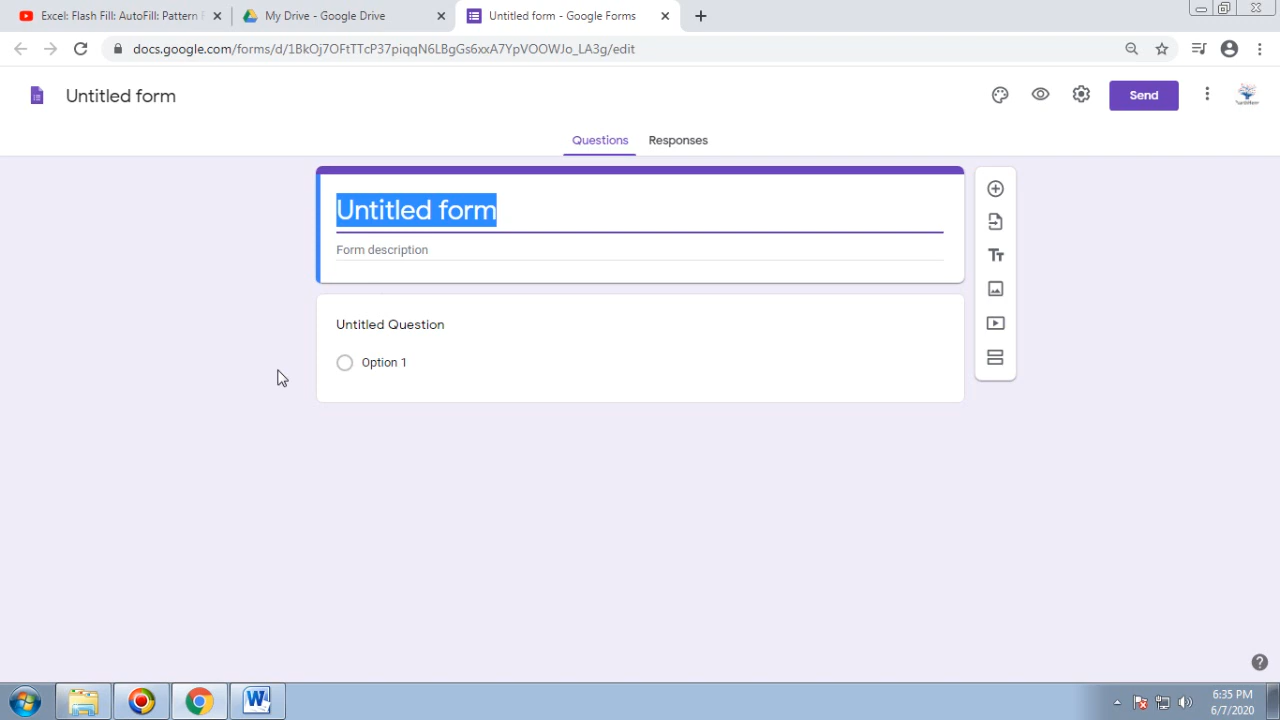 Excel: Flash Fill: AutoFill: Pattern
My Drive - Google Drive
Untitled form - Google Forms
docs.google.com/forms/d/1BkOj7OFtTTcP37piqqN6LBgGs6xxA7YpVOOWJo_LA3g/edit
Untitled form
Send
Questions
Responses
Untitled form
Form description
Untitled Question
Option 1
Tт
W
6:35 PM
6/7/2020